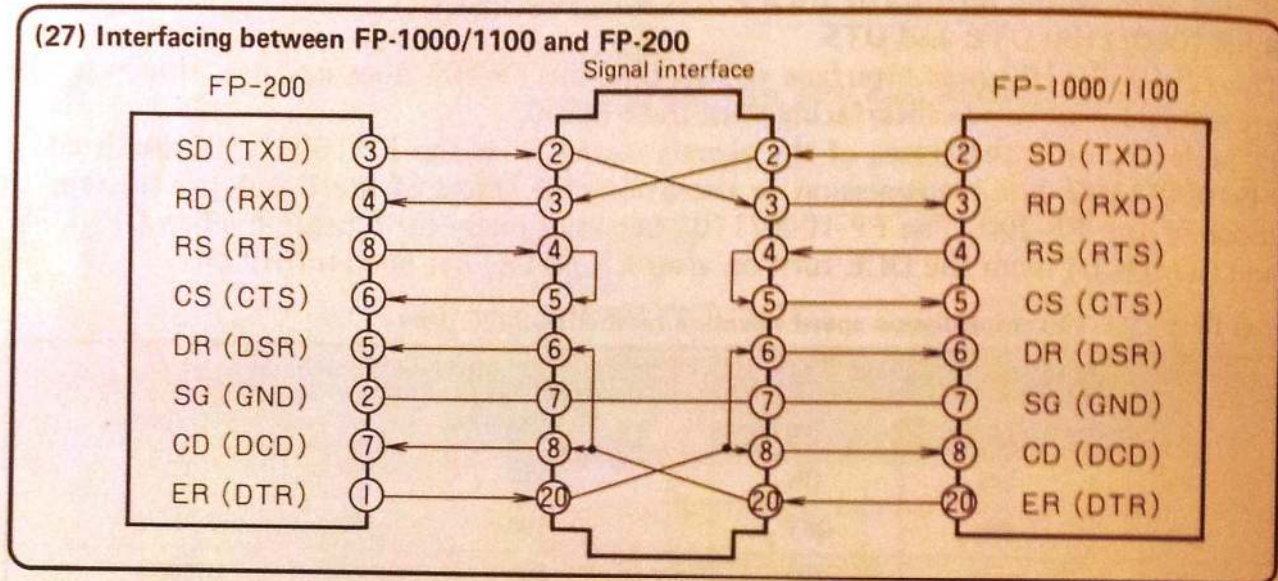 (27) Interfacing between FP-1000/1100 and FP-200
Signal interface
FP-200
FP-1000/1100
SD (TXD) 3 2 2 2 SD (TXD)
RD (RXD) 4 3 3 3 RD (RXD)
RS (RTS) 8 4 4 4 RS (RTS)
CS (CTS) 6 5 5 5 CS (CTS)
DR (DSR) 5 6 6 6 DR (DSR)
SG (GND) 2 7 7 7 SG (GND)
CD (DCD) 7 8 8 8 CD (DCD)
ER (DTR) 1 20 20 20 ER (DTR)